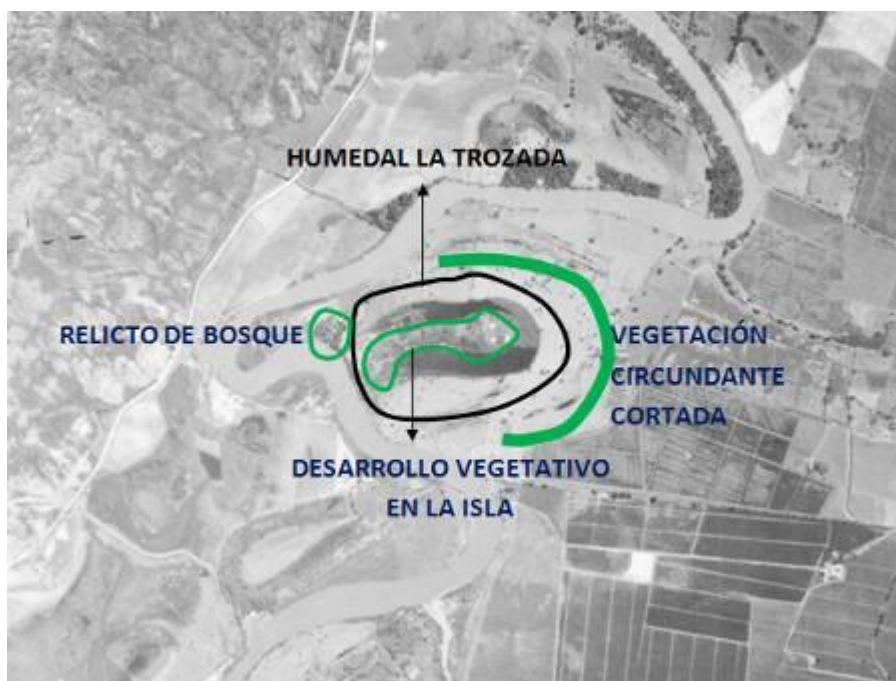 HUMEDAL LA TROZADA
RELICTO DE BOSQUE
VEGETACIÓN
CIRCUNDANTE
CORTADA
DESARROLLO VEGETATIVO
EN LA ISLA